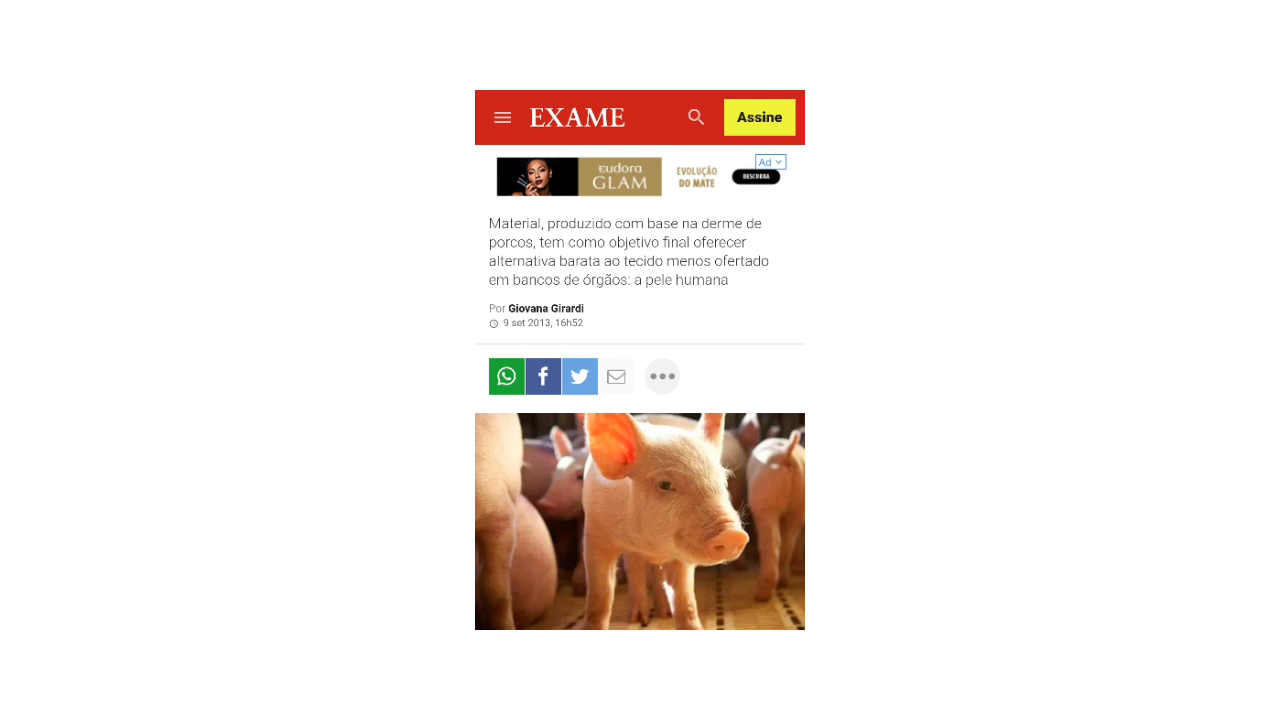 EXAME
Assine
eudora
GLAM
EVOLUÇÃO
DO MATE
Ad
DESCUBRA
Material, produzido com base na derme de
porcos, tem como objetivo final oferecer
alternativa barata ao tecido menos ofertado
em bancos de órgãos: a pele humana
Por Giovana Girardi
9 set 2013, 16h52